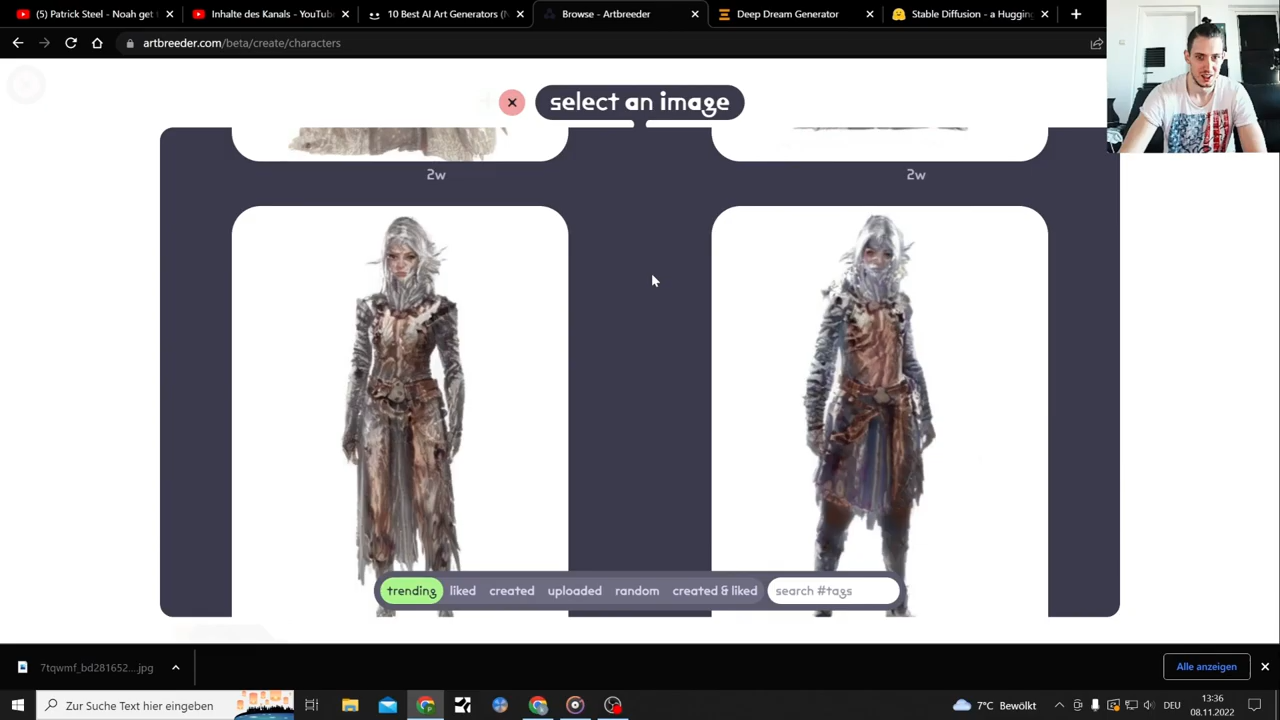 (5) Patrick Steel - Noah get
Inhalte des Kanals - YouTub
10 Best AI Art Generators (N
Browse - Artbreeder
Deep Dream Generator
Stable Diffusion - a Hugging
artbreeder.com/beta/create/characters
select an image
2w
2w
trending
liked
created
uploaded
random
created & liked
search #tags
7tqwmf_bd281652....jpg
Alle anzeigen
Zur Suche Text hier eingeben
7°C Bewölkt
DEU
13:36
08.11.2022